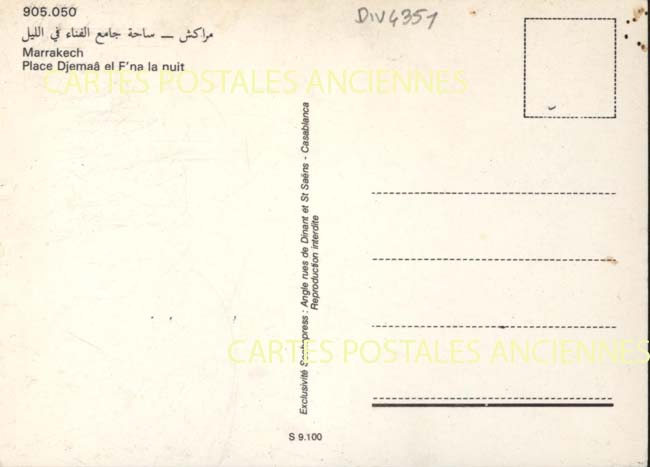 905.050
DIV4351
مراكش — ساحة جامع الفناء في الليل
Marrakech
Place Djemaâ el F'na la nuit
CARTES POSTALES ANCIENNES
Exclusivité : Angle rues de Dinant et St Saëns - Casablanca
Reproduction interdite
CARTES POSTALES ANCIENNES
S 9.100